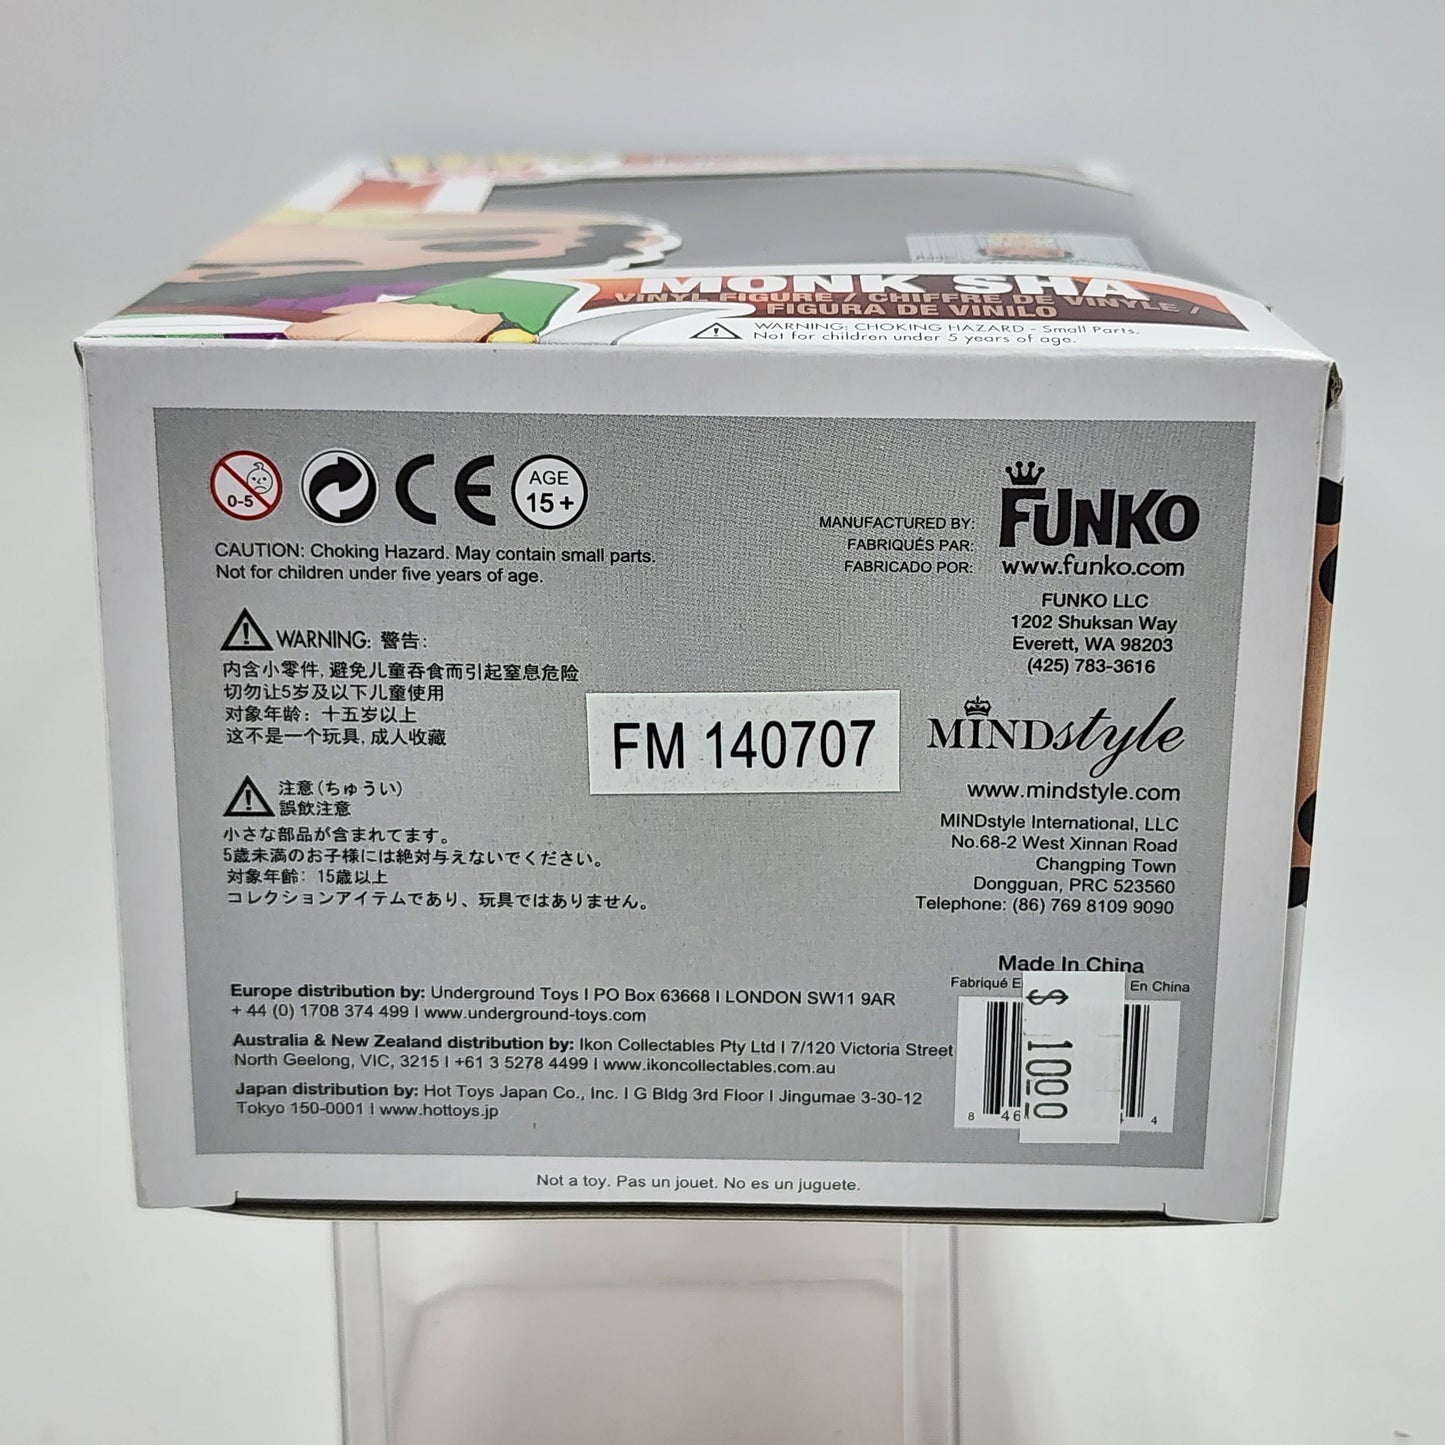 MONK SHA
VINYL FIGURE / CHIFFRE DE VINYLE /
FIGURA DE VINILO
WARNING: CHOKING HAZARD - Small Parts.
Not for children under 5 years of age.
0-5
CE
AGE
15+
CAUTION: Choking Hazard. May contain small parts.
Not for children under five years of age.
WARNING: 警告:
内含小零件, 避免儿童吞食而引起窒息危险
切勿让5岁及以下儿童使用
对象年龄: 十五岁以上
这不是一个玩具, 成人收藏
注意(ちゅうい)
誤飲注意
小さな部品が含まれてます。
5歳未満のお子様には絶対与えないでください。
対象年齢: 15歳以上
コレクションアイテムであり、玩具ではありません。
FM 140707
MANUFACTURED BY:
FABRIQUÉS PAR:
FABRICADO POR:
FUNKO
www.funko.com
FUNKO LLC
1202 Shuksan Way
Everett, WA 98203
(425) 783-3616
MINDstyle
www.mindstyle.com
MINDstyle International, LLC
No.68-2 West Xinnan Road
Changping Town
Dongguan, PRC 523560
Telephone: (86) 769 8109 9090
Made In China
Fabriqué En China
$ 10.00
8 46 4 4
Europe distribution by: Underground Toys I PO Box 63668 I LONDON SW11 9AR
+ 44 (0) 1708 374 499 I www.underground-toys.com
Australia & New Zealand distribution by: Ikon Collectables Pty Ltd I 7/120 Victoria Street
North Geelong, VIC, 3215 I +61 3 5278 4499 I www.ikoncollectables.com.au
Japan distribution by: Hot Toys Japan Co., Inc. I G Bldg 3rd Floor I Jingumae 3-30-12
Tokyo 150-0001 I www.hottoys.jp
Not a toy. Pas un jouet. No es un juguete.